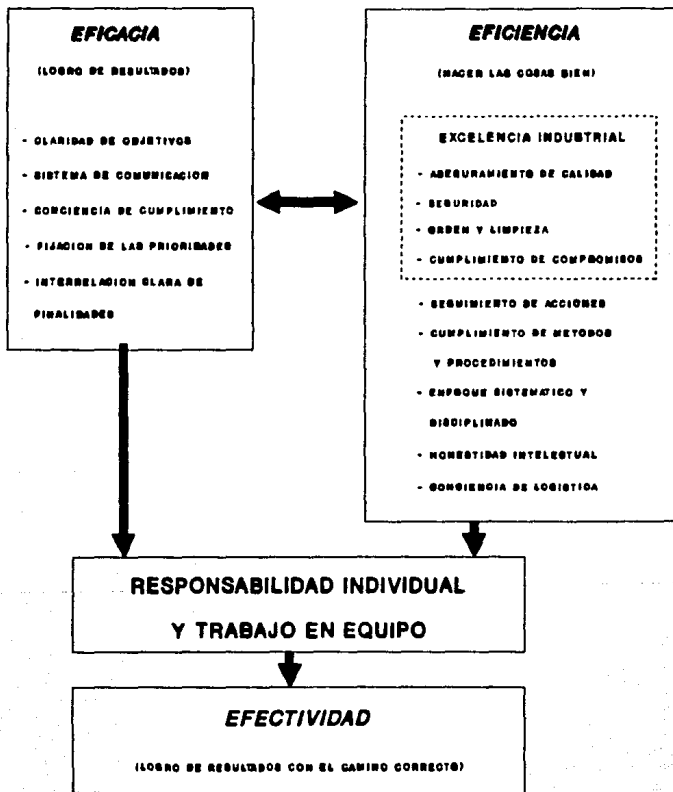 EFICACIA
(LOGRO DE RESULTADOS)
- CLARIDAD DE OBJETIVOS
- SISTEMA DE COMUNICACION
- CONCIENCIA DE CUMPLIMIENTO
- FIJACION DE LAS PRIORIDADES
- INTERRELACION CLARA DE
FINALIDADES
EFICIENCIA
(HACER LAS COSAS BIEN)
EXCELENCIA INDUSTRIAL
- ASEGURAMIENTO DE CALIDAD
- SEGURIDAD
- ORDEN Y LIMPIEZA
- CUMPLIMIENTO DE COMPROMISOS
- SEGUIMIENTO DE ACCIONES
- CUMPLIMIENTO DE METODOS
Y PROCEDIMIENTOS
- ENFOQUE SISTEMATICO Y
DISCIPLINADO
- HONESTIDAD INTELECTUAL
- CONCIENCIA DE LOGISTICA
RESPONSABILIDAD INDIVIDUAL
Y TRABAJO EN EQUIPO
EFECTIVIDAD
(LOGRO DE RESULTADOS CON EL CAMINO CORRECTO)